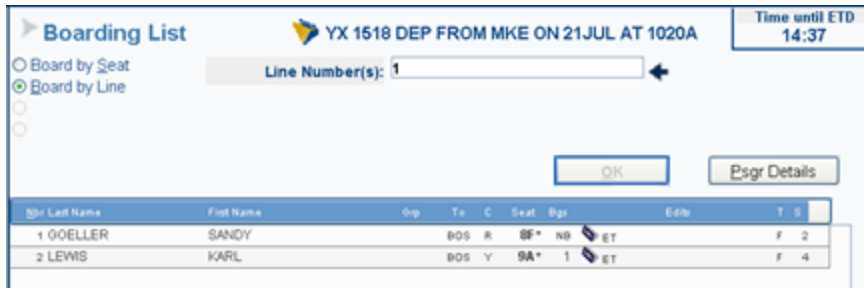 Boarding List
YX 1518 DEP FROM MKE ON 21JUL AT 1020A
Time until ETD
14:37
Board by Seat
Board by Line
Line Number(s): 1
OK
Psgr Details
Nbr Last Name First Name Grp To C Seat Bgs Edits T S
1 GOELLER SANDY BOS R 8F* NB ET F 2
2 LEWIS KARL BOS Y 9A* 1 ET F 4